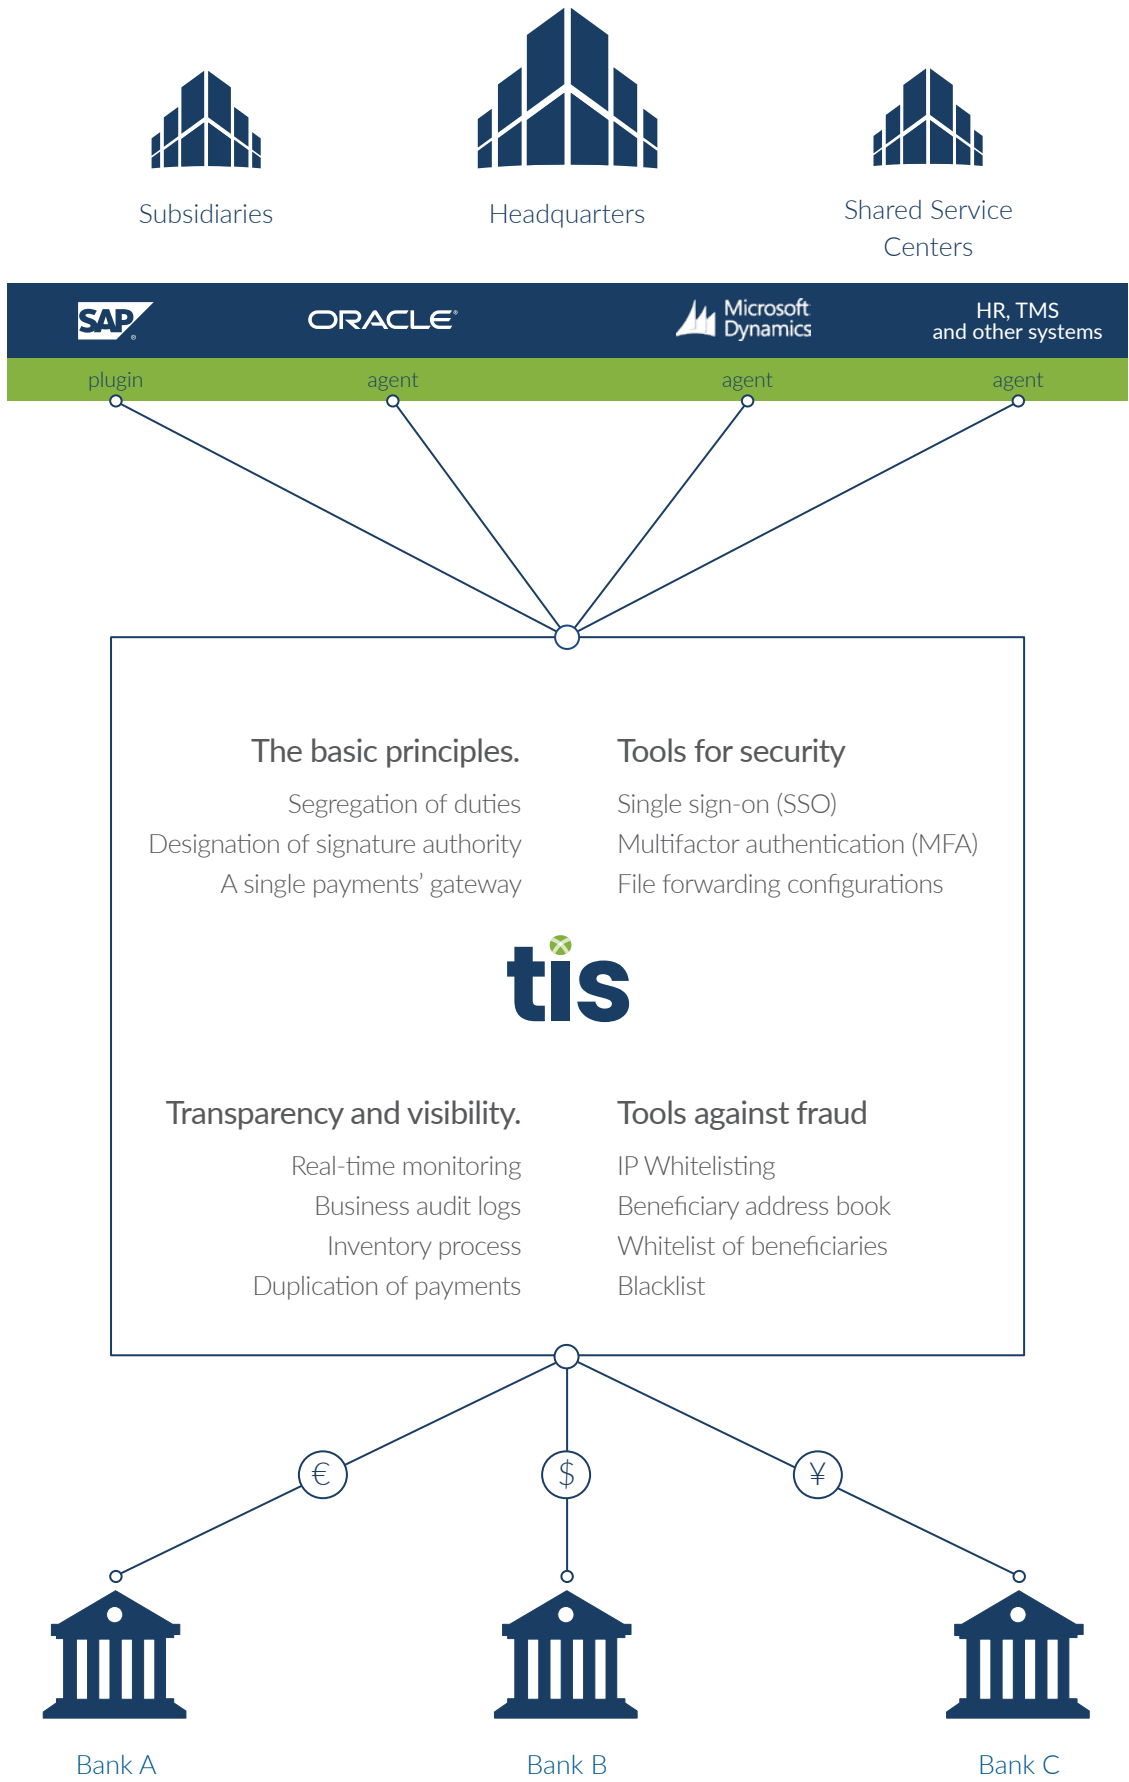 Subsidiaries
Headquarters
Shared Service
Centers
SAP®
ORACLE®
Microsoft
Dynamics
HR, TMS
and other systems
plugin
agent
agent
agent
The basic principles.
Segregation of duties
Designation of signature authority
A single payments’ gateway
Tools for security
Single sign-on (SSO)
Multifactor authentication (MFA)
File forwarding configurations
tis
Transparency and visibility.
Real-time monitoring
Business audit logs
Inventory process
Duplication of payments
Tools against fraud
IP Whitelisting
Beneficiary address book
Whitelist of beneficiaries
Blacklist
€
$
¥
Bank A
Bank B
Bank C